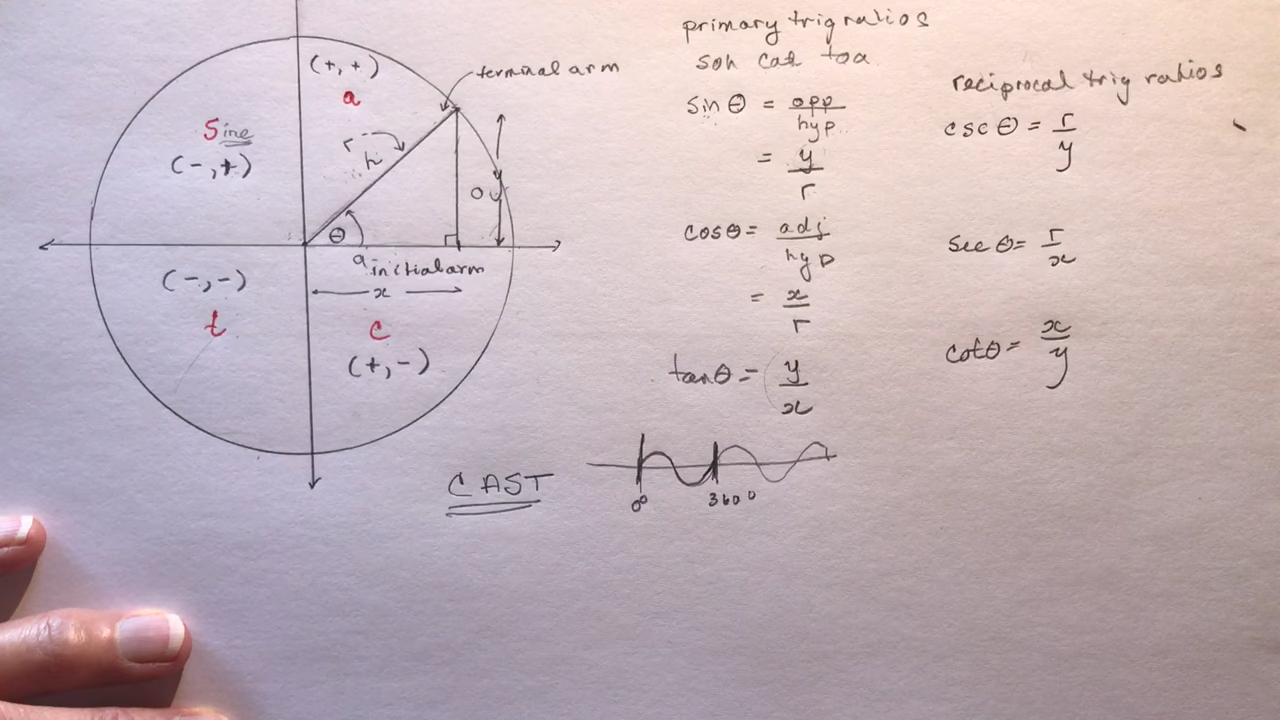 (+, +)
a
terminal arm
Sine
(-, +)
r
h
θ
o y
a initial arm
x
(-, -)
t
c
(+, -)
primary trig ratios
soh cah toa
sin θ = opp/hyp
= y/r
cos θ = adj/hyp
= x/r
tan θ = y/x
reciprocal trig ratios
csc θ = r/y
sec θ = r/x
cot θ = x/y
CAST
0° 360°